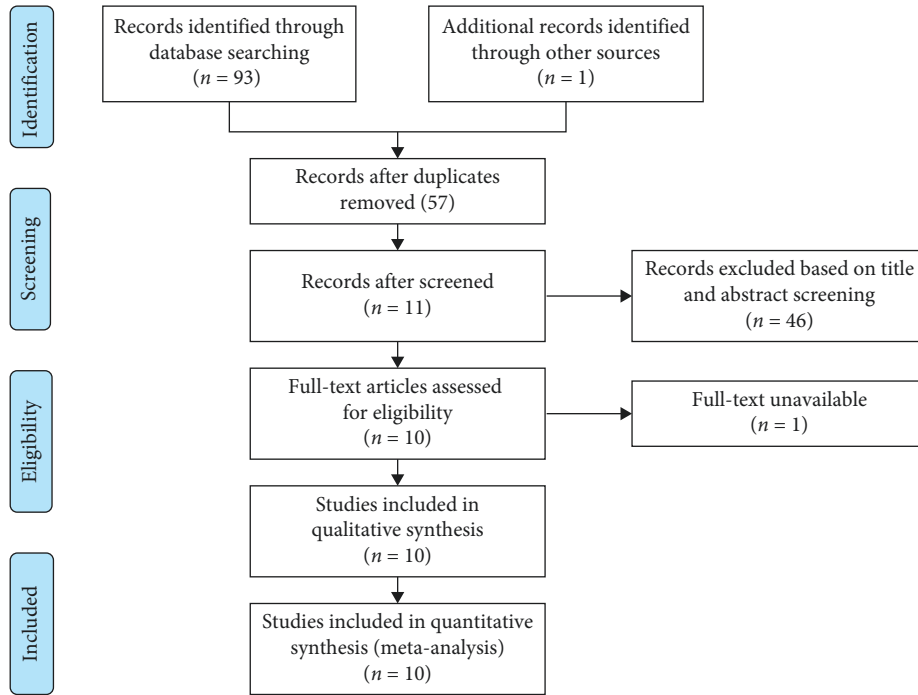 Identification
Records identified through
database searching
(n = 93)
Additional records identified
through other sources
(n = 1)
Records after duplicates
removed (57)
Screening
Records after screened
(n = 11)
Records excluded based on title
and abstract screening
(n = 46)
Eligibility
Full-text articles assessed
for eligibility
(n = 10)
Full-text unavailable
(n = 1)
Studies included in
qualitative synthesis
(n = 10)
Included
Studies included in quantitative
synthesis (meta-analysis)
(n = 10)